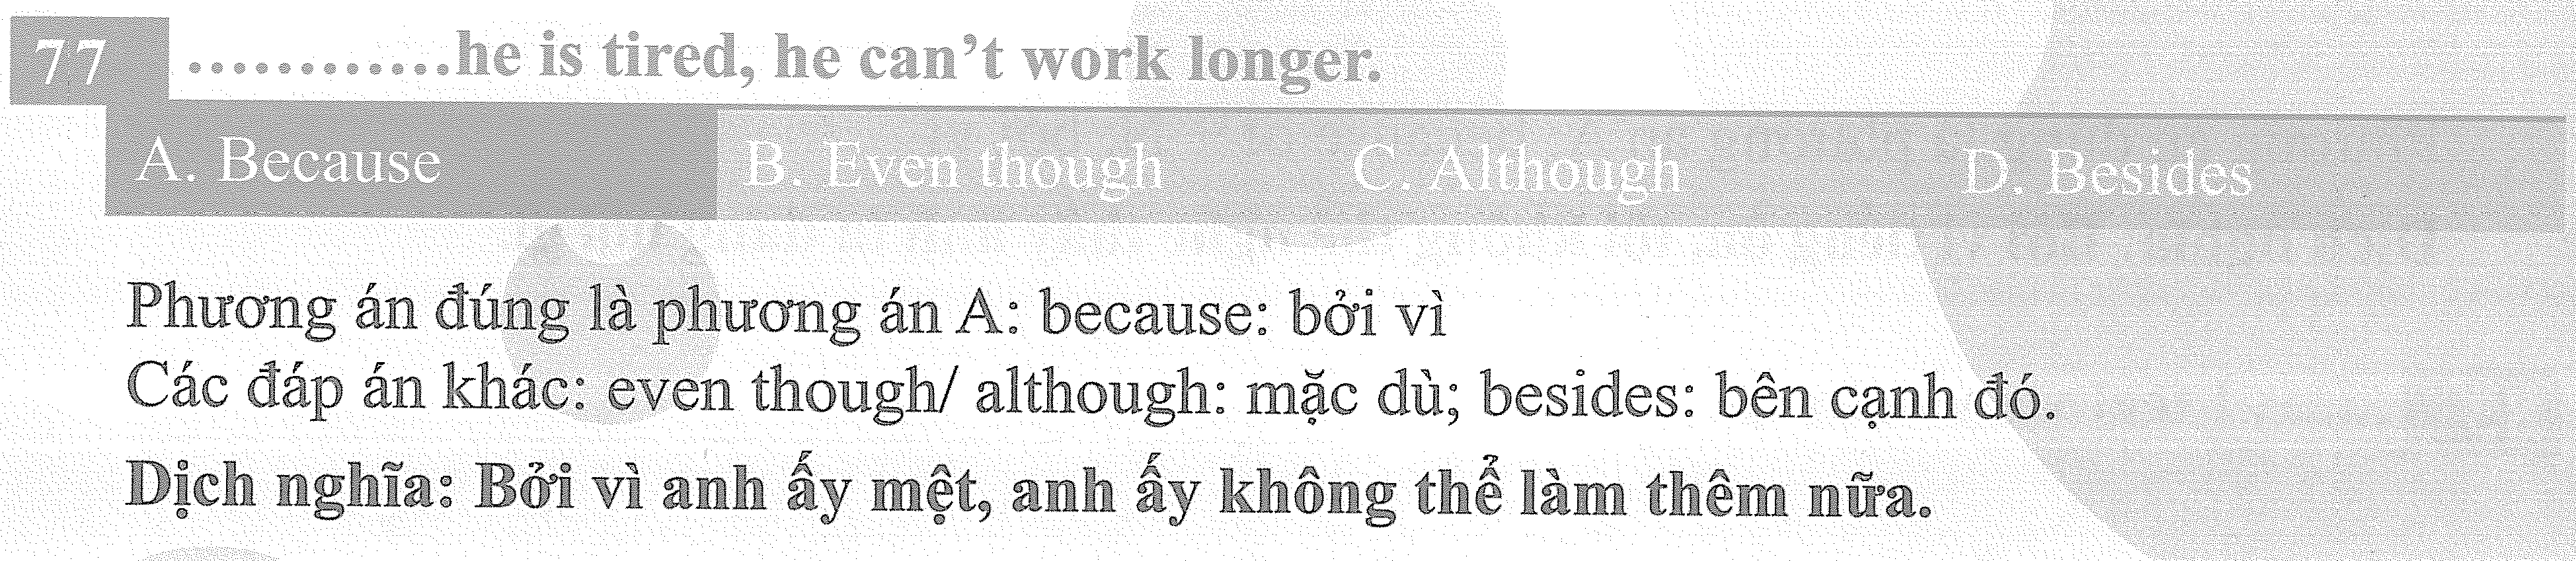 77 ............he is tired, he can't work longer.
A. Because B. Even though C. Although D. Besides
Phương án đúng là phương án A: because: bởi vì
Các đáp án khác: even though/ although: mặc dù; besides: bên cạnh đó.
Dịch nghĩa: Bởi vì anh ấy mệt, anh ấy không thể làm thêm nữa.